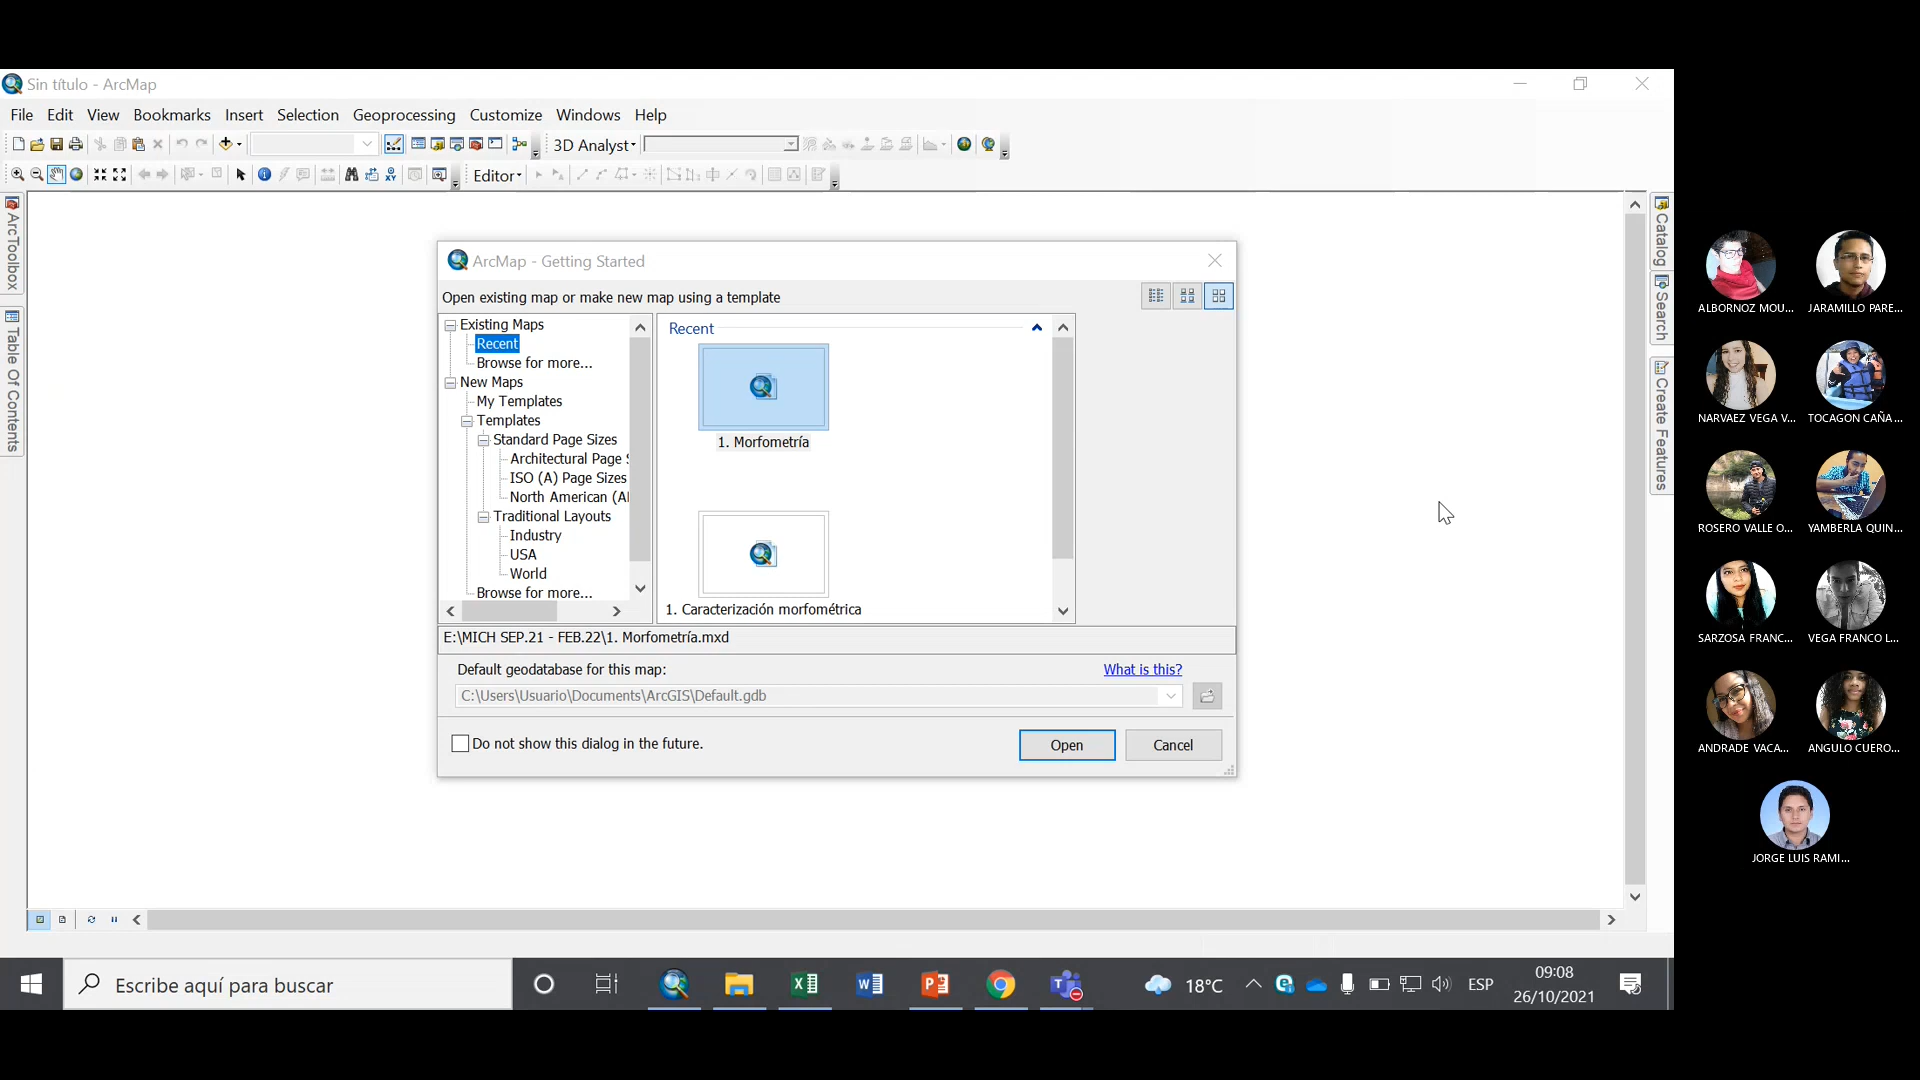 Sin título - ArcMap
File Edit View Bookmarks Insert Selection Geoprocessing Customize Windows Help
3D Analyst
Editor
ArcToolbox
Table Of Contents
Catalog
Search
Create Features
ArcMap - Getting Started
Open existing map or make new map using a template
Existing Maps
Recent
Browse for more...
New Maps
My Templates
Templates
Standard Page Sizes
Architectural Page
ISO (A) Page Sizes
North American (A
Traditional Layouts
Industry
USA
World
Browse for more...
Recent
1. Morfometría
1. Caracterización morfométrica
E:\MICH SEP.21 - FEB.22\1. Morfometría.mxd
Default geodatabase for this map:
What is this?
C:\Users\Usuario\Documents\ArcGIS\Default.gdb
Do not show this dialog in the future.
Open
Cancel
ALBORNOZ MOU...
JARAMILLO PARE...
NARVAEZ VEGA V...
TOCAGON CAÑA ...
ROSERO VALLE O...
YAMBERLA QUIN...
SARZOSA FRANC...
VEGA FRANCO L...
ANDRADE VACA...
ANGULO CUERO...
JORGE LUIS RAMI...
Escribe aquí para buscar
18°C
ESP
09:08
26/10/2021